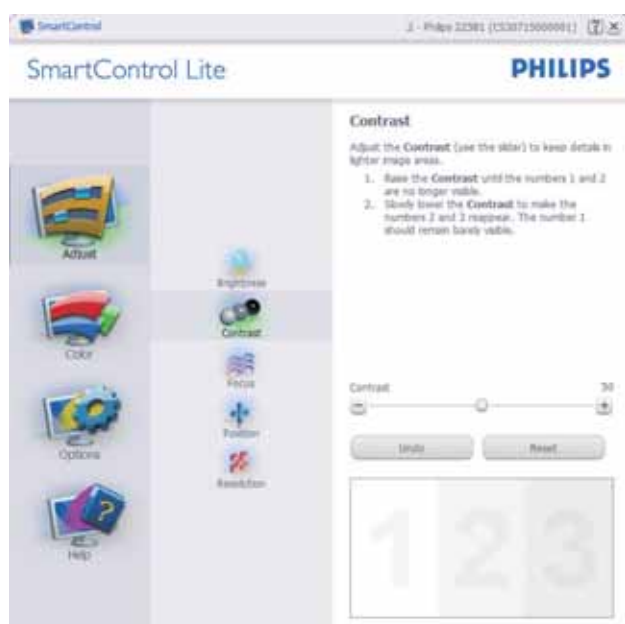 SmartControl
SmartControl Lite
PHILIPS
Adjust
Color
Options
Help
Brightness
Contrast
Focus
Position
Resolution
Contrast
Adjust the Contrast (use the slider) to keep details in
lighter image areas.
1. Raise the Contrast until the numbers 1 and 2
are no longer visible.
2. Slowly lower the Contrast to make the
numbers 2 and 3 reappear. The number 1
should remain barely visible.
Contrast 50
Undo Reset
1 2 3